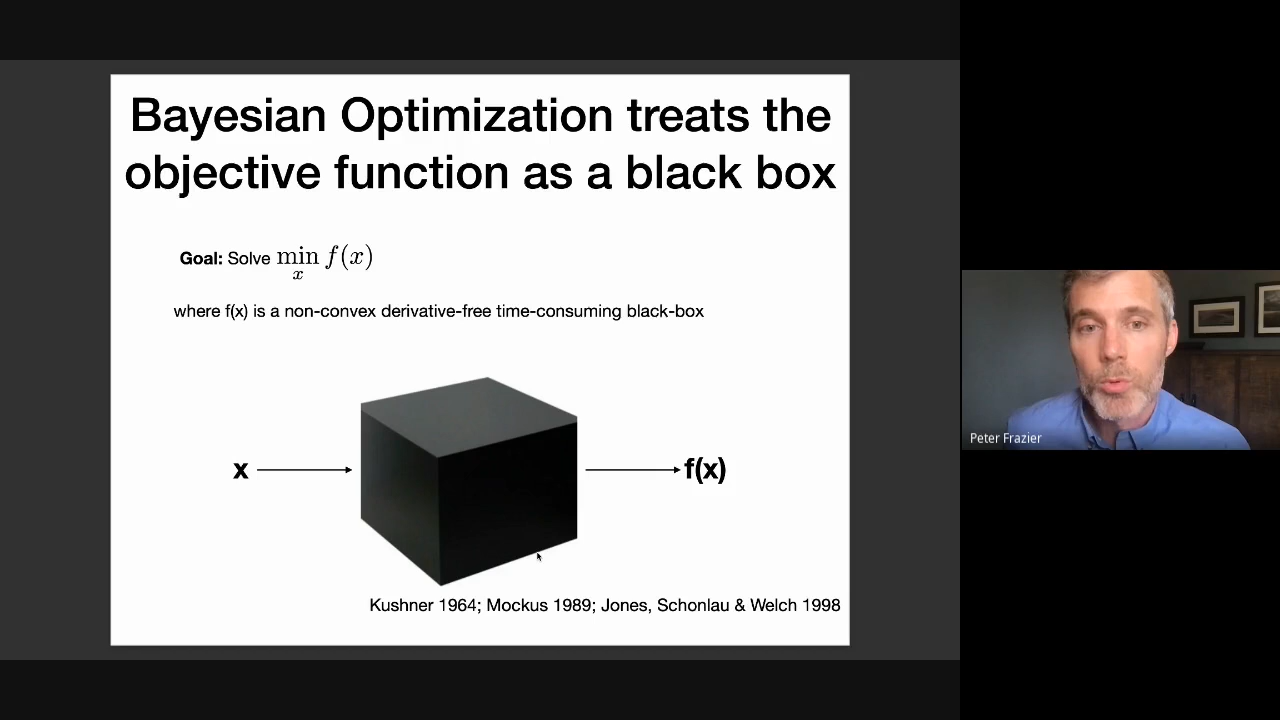 Bayesian Optimization treats the
objective function as a black box
Goal: Solve min f(x)
x
where f(x) is a non-convex derivative-free time-consuming black-box
x
f(x)
Kushner 1964; Mockus 1989; Jones, Schonlau & Welch 1998
Peter Frazier